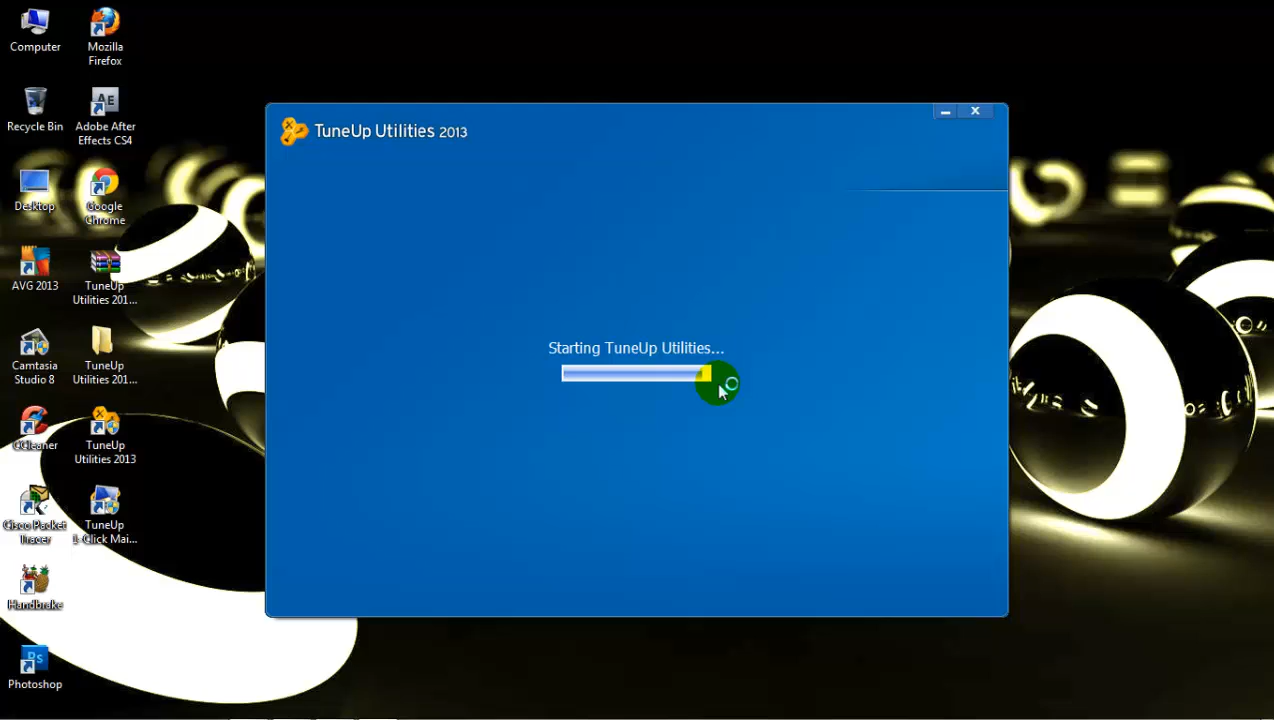 Computer
Mozilla
Firefox
Recycle Bin
Adobe After
Effects CS4
Desktop
Google
Chrome
AVG 2013
TuneUp
Utilities 201...
Camtasia
Studio 8
TuneUp
Utilities 201...
CCleaner
TuneUp
Utilities 2013
Cisco Packet
Tracer
TuneUp
1-Click Mai...
Handbrake
Photoshop
TuneUp Utilities 2013
Starting TuneUp Utilities...